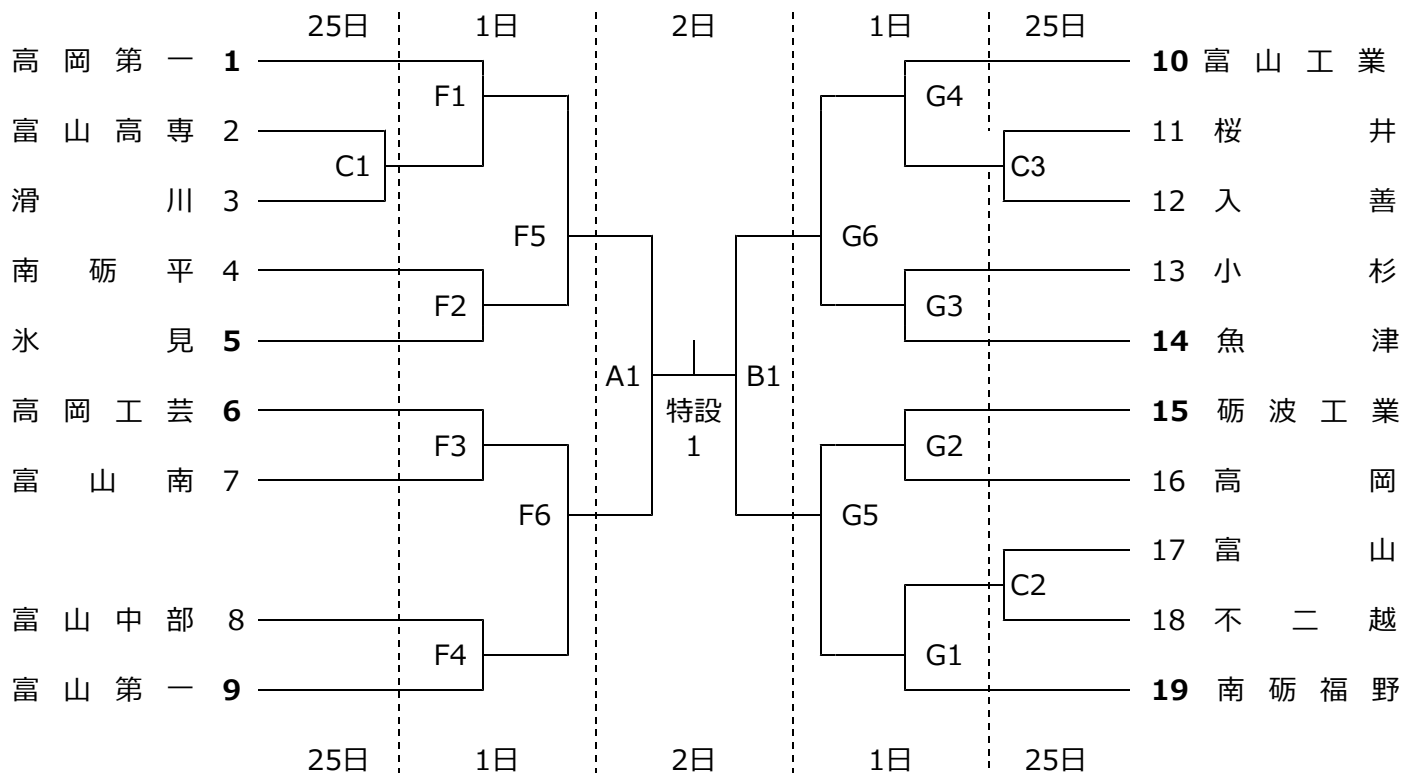 25日 1日 2日 1日 25日
高岡第一 1 10 富山工業
F1 G4
富山高専 2 11 桜井
C1 C3
滑川 3 12 入善
F5 G6
南砺平 4 13 小杉
F2 G3
氷見 5 14 魚津
A1 B1
高岡工芸 6 特設 15 砺波工業
F3 1 G2
富山南 7 16 高岡
F6 G5
17 富山
C2
富山中部 8 18 不二越
F4 G1
富山第一 9 19 南砺福野
25日 1日 2日 1日 25日